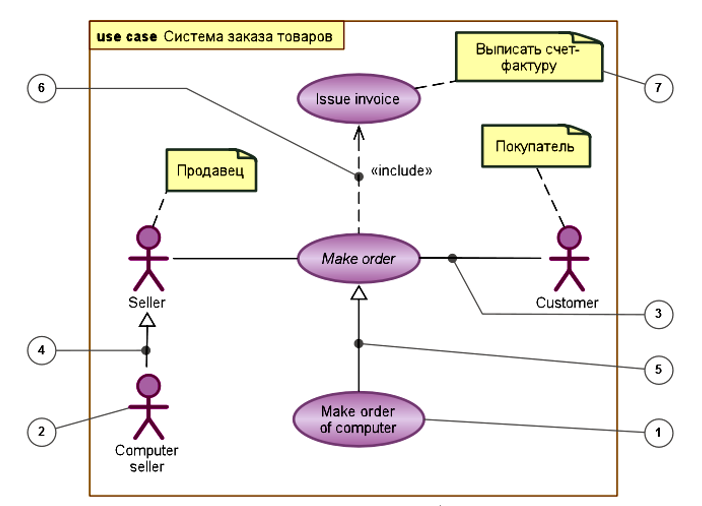 use case Система заказа товаров
Выписать счет-
фактуру
6
7
Issue invoice
Покупатель
«include»
Продавец
Make order
Seller
Customer
3
4
5
Make order
of computer
2
1
Computer
seller